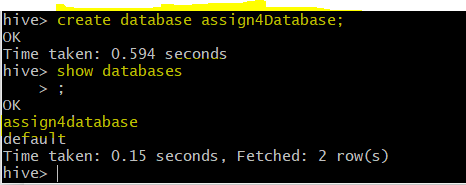 hive> create database assign4Database;
OK
Time taken: 0.594 seconds
hive> show databases
    > ;
OK
assign4database
default
Time taken: 0.15 seconds, Fetched: 2 row(s)
hive>